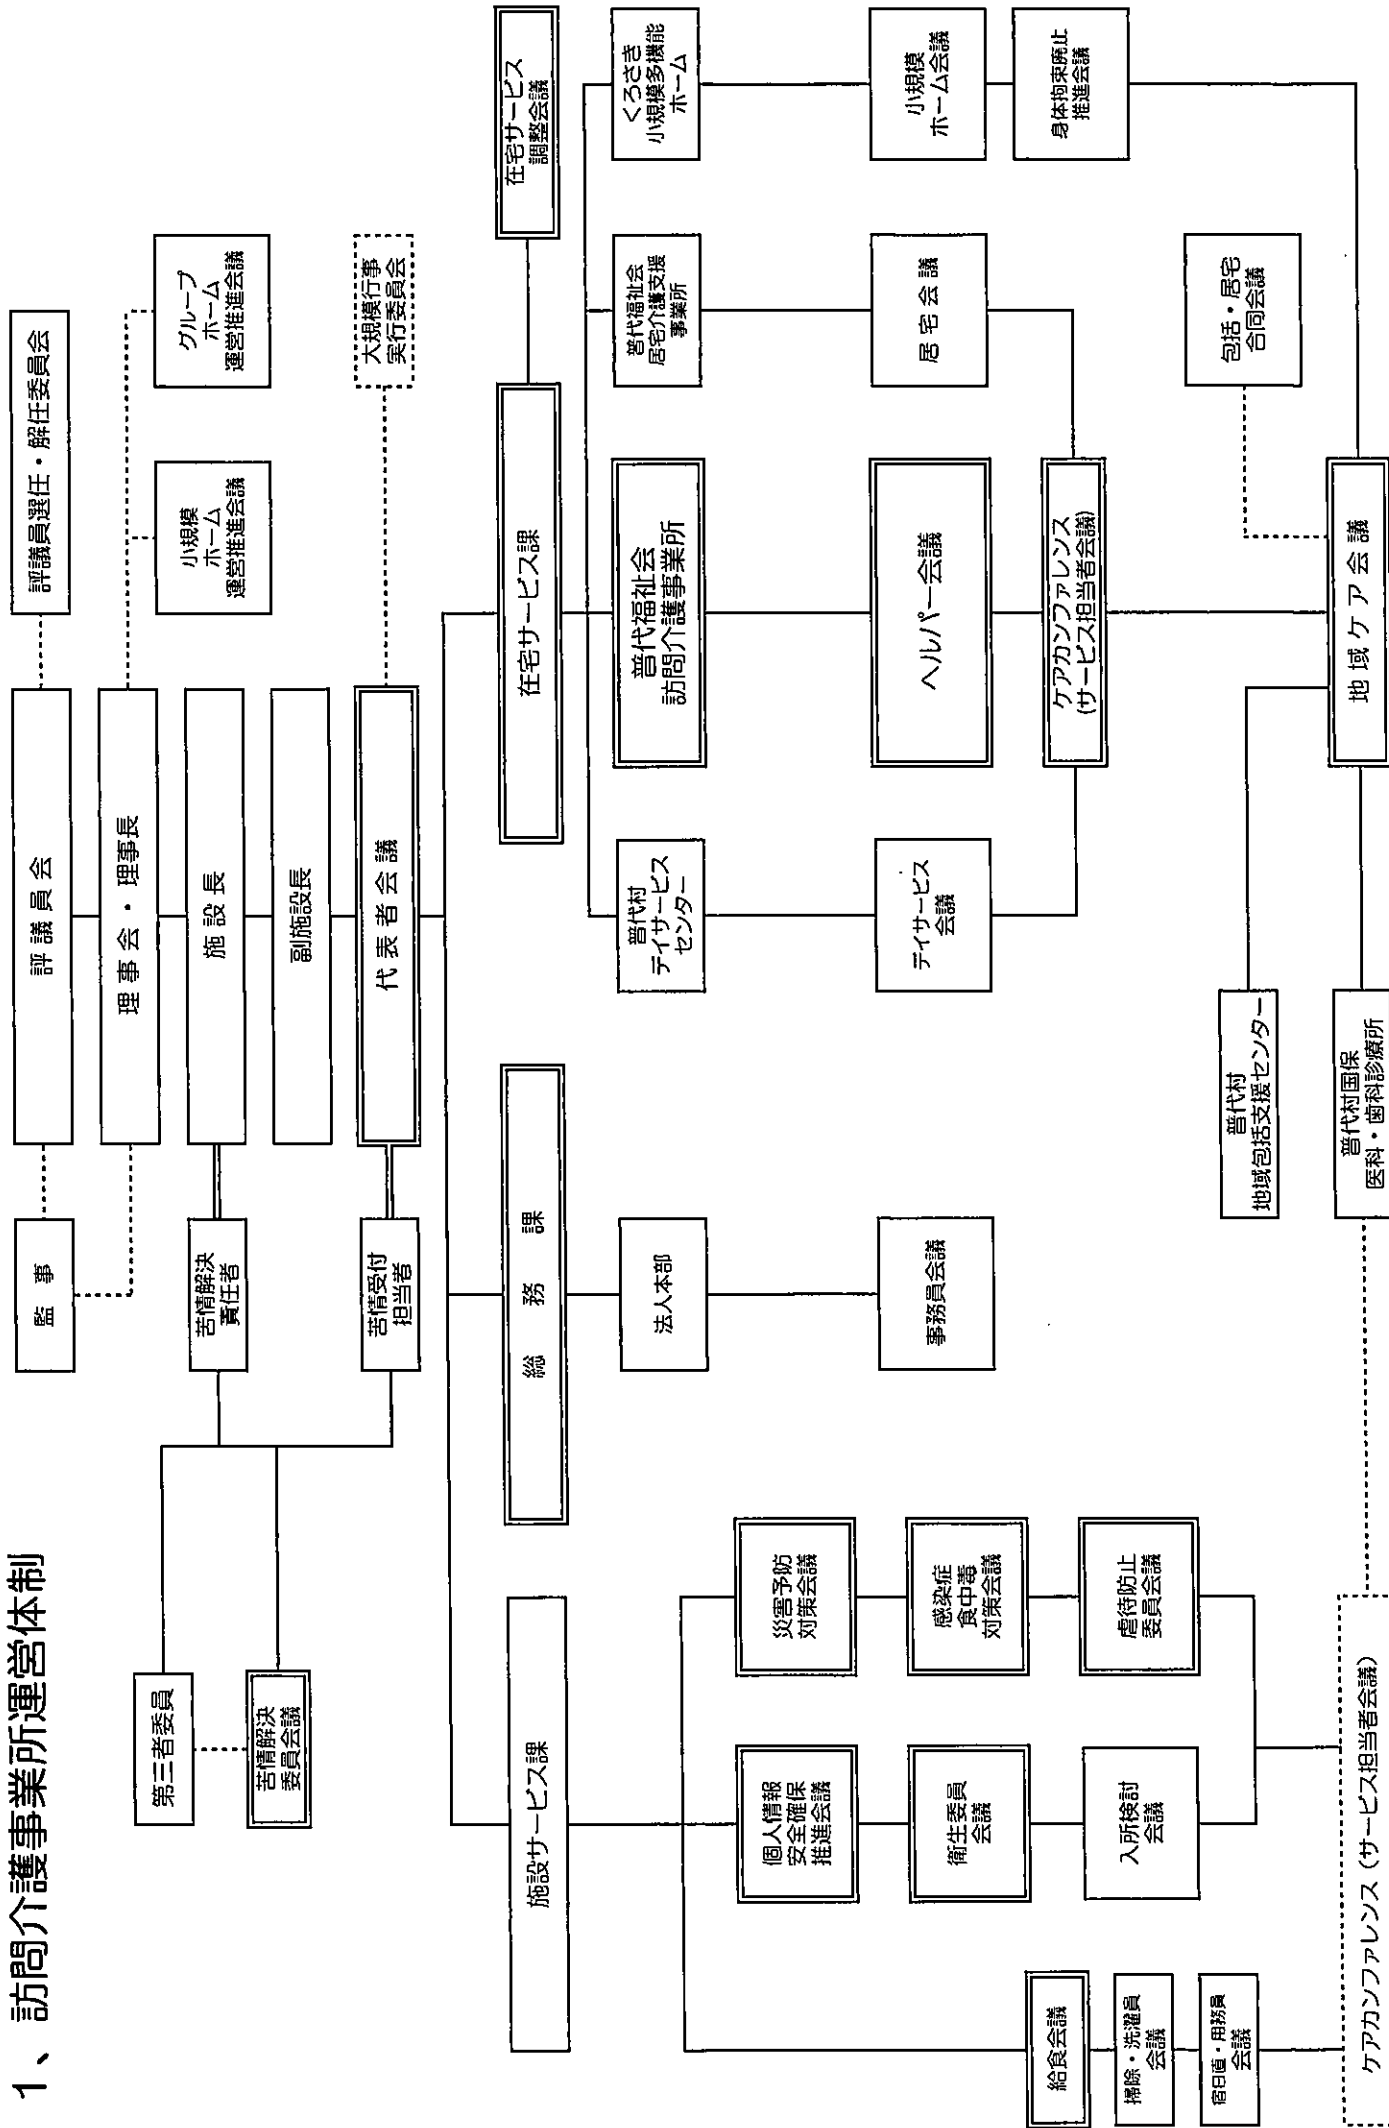 1、訪問介護事業所運営体制
監　事
評 議 員 会
評議員選任・解任委員会
理 事 会 ・ 理 事 長
小規模
ホーム
運営推進会議
グループ
ホーム
運営推進会議
第三者委員
苦情解決
責任者
施 設 長
苦情解決
委員会議
副施設長
苦情受付
担当者
代 表 者 会 議
大規模行事
実行委員会
施設サービス課
総　務　課
在宅サービス課
在宅サービス
調整会議
法人本部
普代村
デイサービス
センター
普代福祉会
訪問介護事業所
普代福祉会
居宅介護支援
事業所
くろさき
小規模多機能
ホーム
個人情報
安全確保
推進会議
災害予防
対策会議
衛生委員
会議
感染症
食中毒
対策会議
事務員会議
デイサービス
会議
ヘルパー会議
居 宅 会 議
小規模
ホーム会議
給食会議
入所検討
会議
虐待防止
委員会議
ケアカンファレンス
(サービス担当者会議)
身体拘束廃止
推進会議
掃除・洗濯員
会議
宿日直・用務員
会議
普代村
地域包括支援センター
包括・居宅
合同会議
ケアカンファレンス（サービス担当者会議）
普代村国保
医科・歯科診療所
地 域 ケ ア 会 議